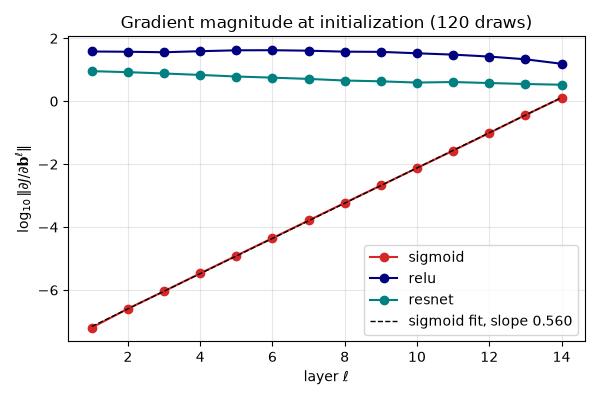 Gradient magnitude at initialization (120 draws)
log₁₀ ‖∂J/∂bℓ‖
2
0
−2
−4
−6
sigmoid
relu
resnet
sigmoid fit, slope 0.560
2 4 6 8 10 12 14
layer ℓ